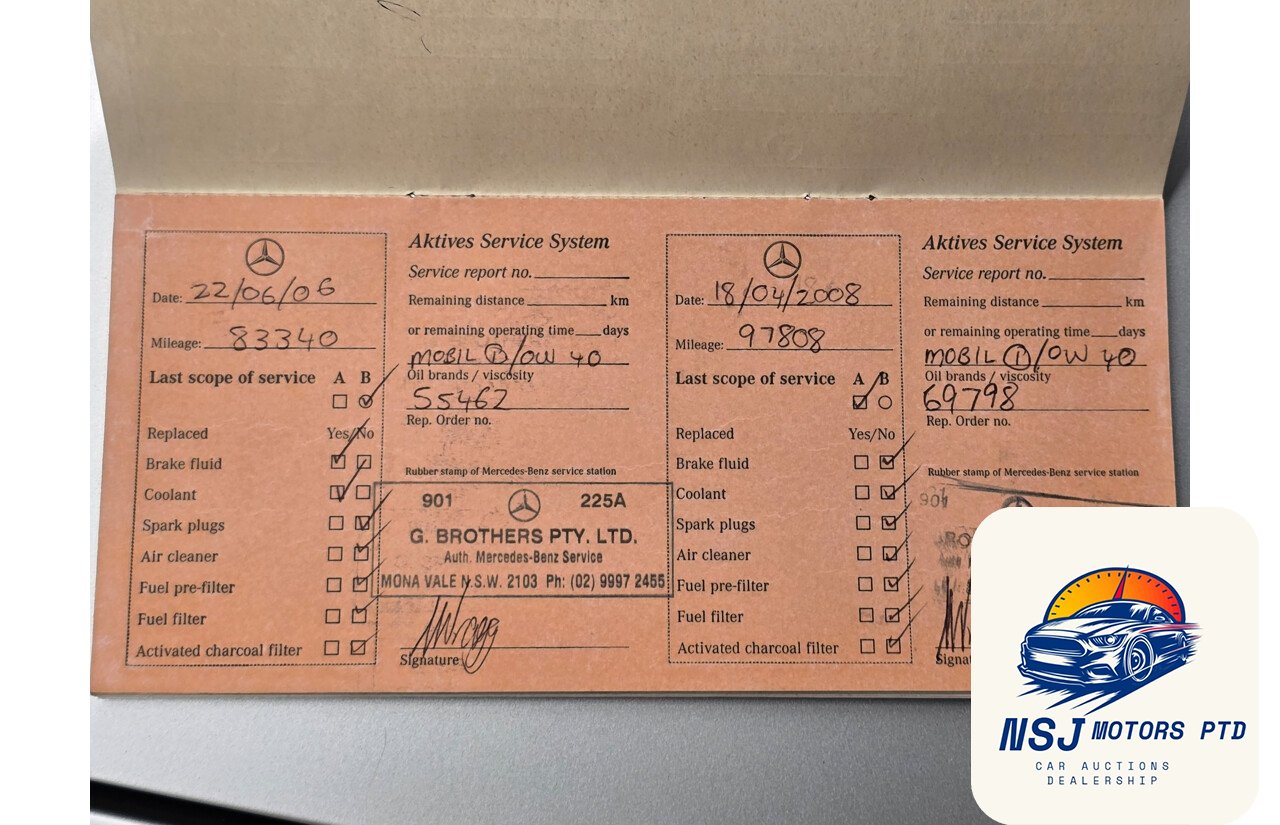 Date: 22/06/06
Mileage: 83340
Last scope of service A B
Replaced Yes/No
Brake fluid
Coolant
Spark plugs
Air cleaner
Fuel pre-filter
Fuel filter
Activated charcoal filter
Aktives Service System
Service report no.
Remaining distance km
or remaining operating time days
MOBIL 1/0W 40
Oil brands / viscosity
55462
Rep. Order no.
Rubber stamp of Mercedes-Benz service station
901 225A
G. BROTHERS PTY. LTD.
Auth. Mercedes-Benz Service
MONA VALE N.S.W. 2103 Ph: (02) 9997 2455
Signature
Date: 18/04/2008
Mileage: 97808
Last scope of service A B
Replaced Yes/No
Brake fluid
Coolant
Spark plugs
Air cleaner
Fuel pre-filter
Fuel filter
Activated charcoal filter
Aktives Service System
Service report no.
Remaining distance km
or remaining operating time days
MOBIL 1/0W 40
Oil brands / viscosity
69798
Rep. Order no.
Rubber stamp of Mercedes-Benz service station
901
NSJ MOTORS PTD
CAR AUCTIONS
DEALERSHIP